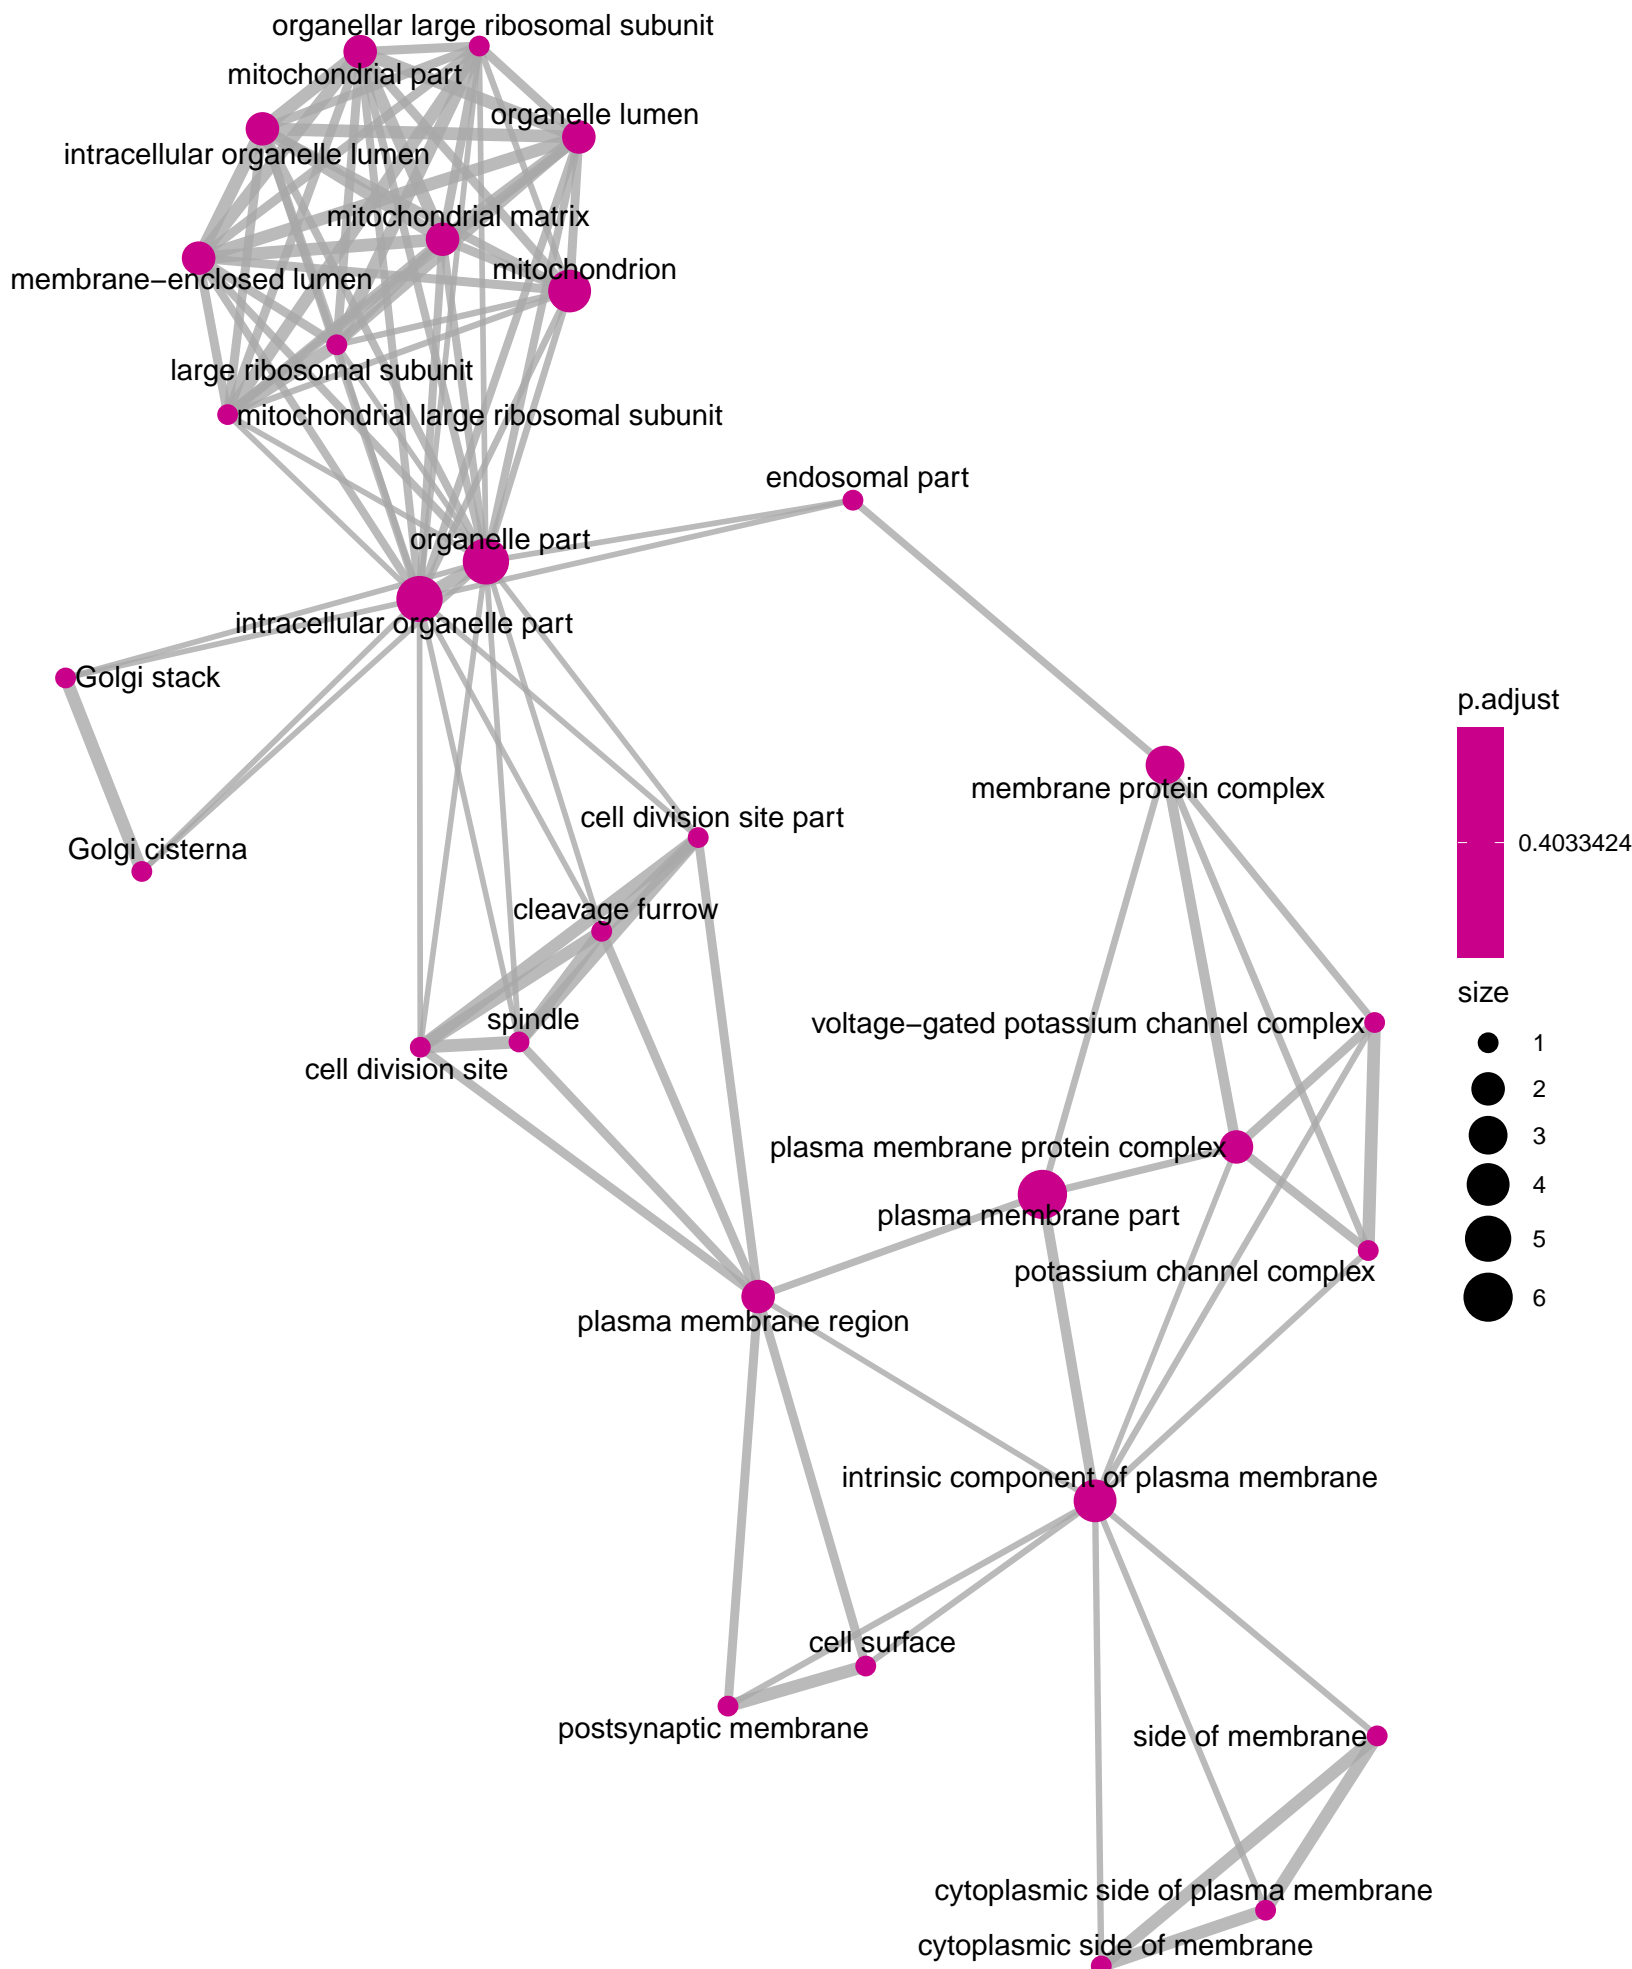 organellar large ribosomal subunit
mitochondrial part
organelle lumen
intracellular organelle lumen
mitochondrial matrix
mitochondrion
membrane−enclosed lumen
large ribosomal subunit
mitochondrial large ribosomal subunit
endosomal part
organelle part
intracellular organelle part
Golgi stack
p.adjust
membrane protein complex
cell division site part
0.4033424
Golgi cisterna
cleavage furrow
size
spindle
voltage−gated potassium channel complex
1
cell division site
2
3
plasma membrane protein complex
4
plasma membrane part
5
potassium channel complex
6
plasma membrane region
intrinsic component of plasma membrane
cell surface
postsynaptic membrane
side of membrane
cytoplasmic side of plasma membrane
cytoplasmic side of membrane